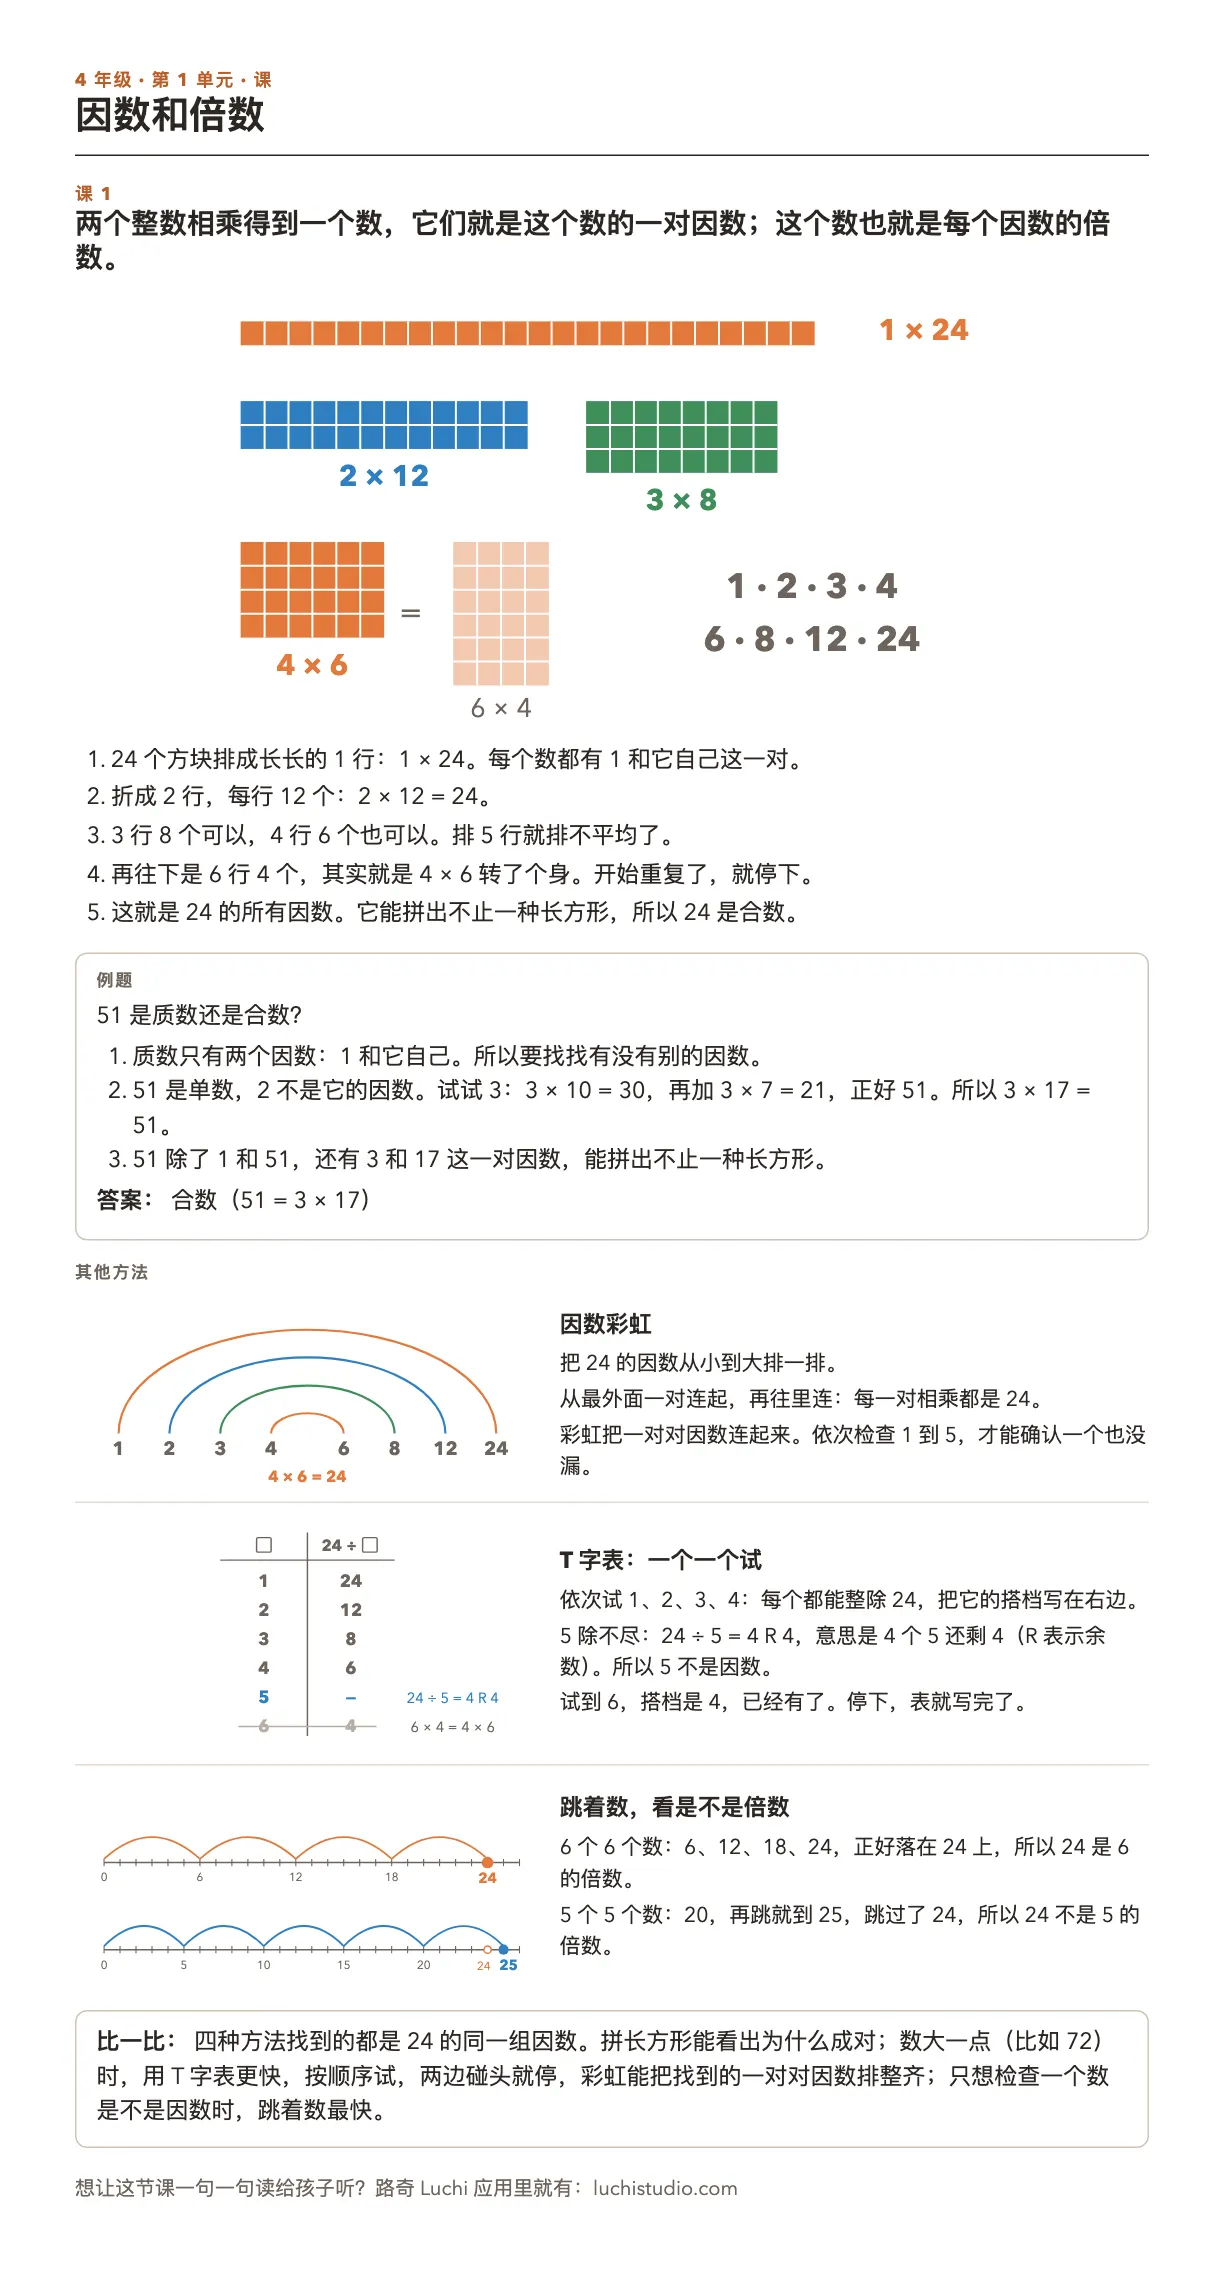 4 年级 · 第 1 单元 · 课
因数和倍数
课 1
两个整数相乘得到一个数，它们就是这个数的一对因数；这个数也就是每个因数的倍
数。
1 × 24
2 × 12
3 × 8
1 · 2 · 3 · 4
=
6 · 8 · 12 · 24
4 × 6
6 × 4
1. 24 个方块排成长长的 1 行：1 × 24。每个数都有 1 和它自己这一对。
2. 折成 2 行，每行 12 个：2 × 12 = 24。
3. 3 行 8 个可以，4 行 6 个也可以。排 5 行就排不平均了。
4. 再往下是 6 行 4 个，其实就是 4 × 6 转了个身。开始重复了，就停下。
5. 这就是 24 的所有因数。它能拼出不止一种长方形，所以 24 是合数。
例题
51 是质数还是合数？
1. 质数只有两个因数：1 和它自己。所以要找找有没有别的因数。
2. 51 是单数，2 不是它的因数。试试 3：3 × 10 = 30，再加 3 × 7 = 21，正好 51。所以 3 × 17 =
51。
3. 51 除了 1 和 51，还有 3 和 17 这一对因数，能拼出不止一种长方形。
答案： 合数（51 = 3 × 17）
其他方法
1 2 3 4 6 8 12 24
4 × 6 = 24
因数彩虹
把 24 的因数从小到大排一排。
从最外面一对连起，再往里连：每一对相乘都是 24。
彩虹把一对对因数连起来。依次检查 1 到 5，才能确认一个也没
漏。
□ 24 ÷ □
1 24
2 12
3 8
4 6
5 – 24 ÷ 5 = 4 R 4
6 4 6 × 4 = 4 × 6
T 字表：一个一个试
依次试 1、2、3、4：每个都能整除 24，把它的搭档写在右边。
5 除不尽：24 ÷ 5 = 4 R 4，意思是 4 个 5 还剩 4（R 表示余
数）。所以 5 不是因数。
试到 6，搭档是 4，已经有了。停下，表就写完了。
0 6 12 18 24
0 5 10 15 20 24 25
跳着数，看是不是倍数
6 个 6 个数：6、12、18、24，正好落在 24 上，所以 24 是 6
的倍数。
5 个 5 个数：20，再跳就到 25，跳过了 24，所以 24 不是 5 的
倍数。
比一比： 四种方法找到的都是 24 的同一组因数。拼长方形能看出为什么成对；数大一点（比如 72）
时，用 T 字表更快，按顺序试，两边碰头就停，彩虹能把找到的一对对因数排整齐；只想检查一个数
是不是因数时，跳着数最快。
想让这节课一句一句读给孩子听？路奇 Luchi 应用里就有：luchistudio.com